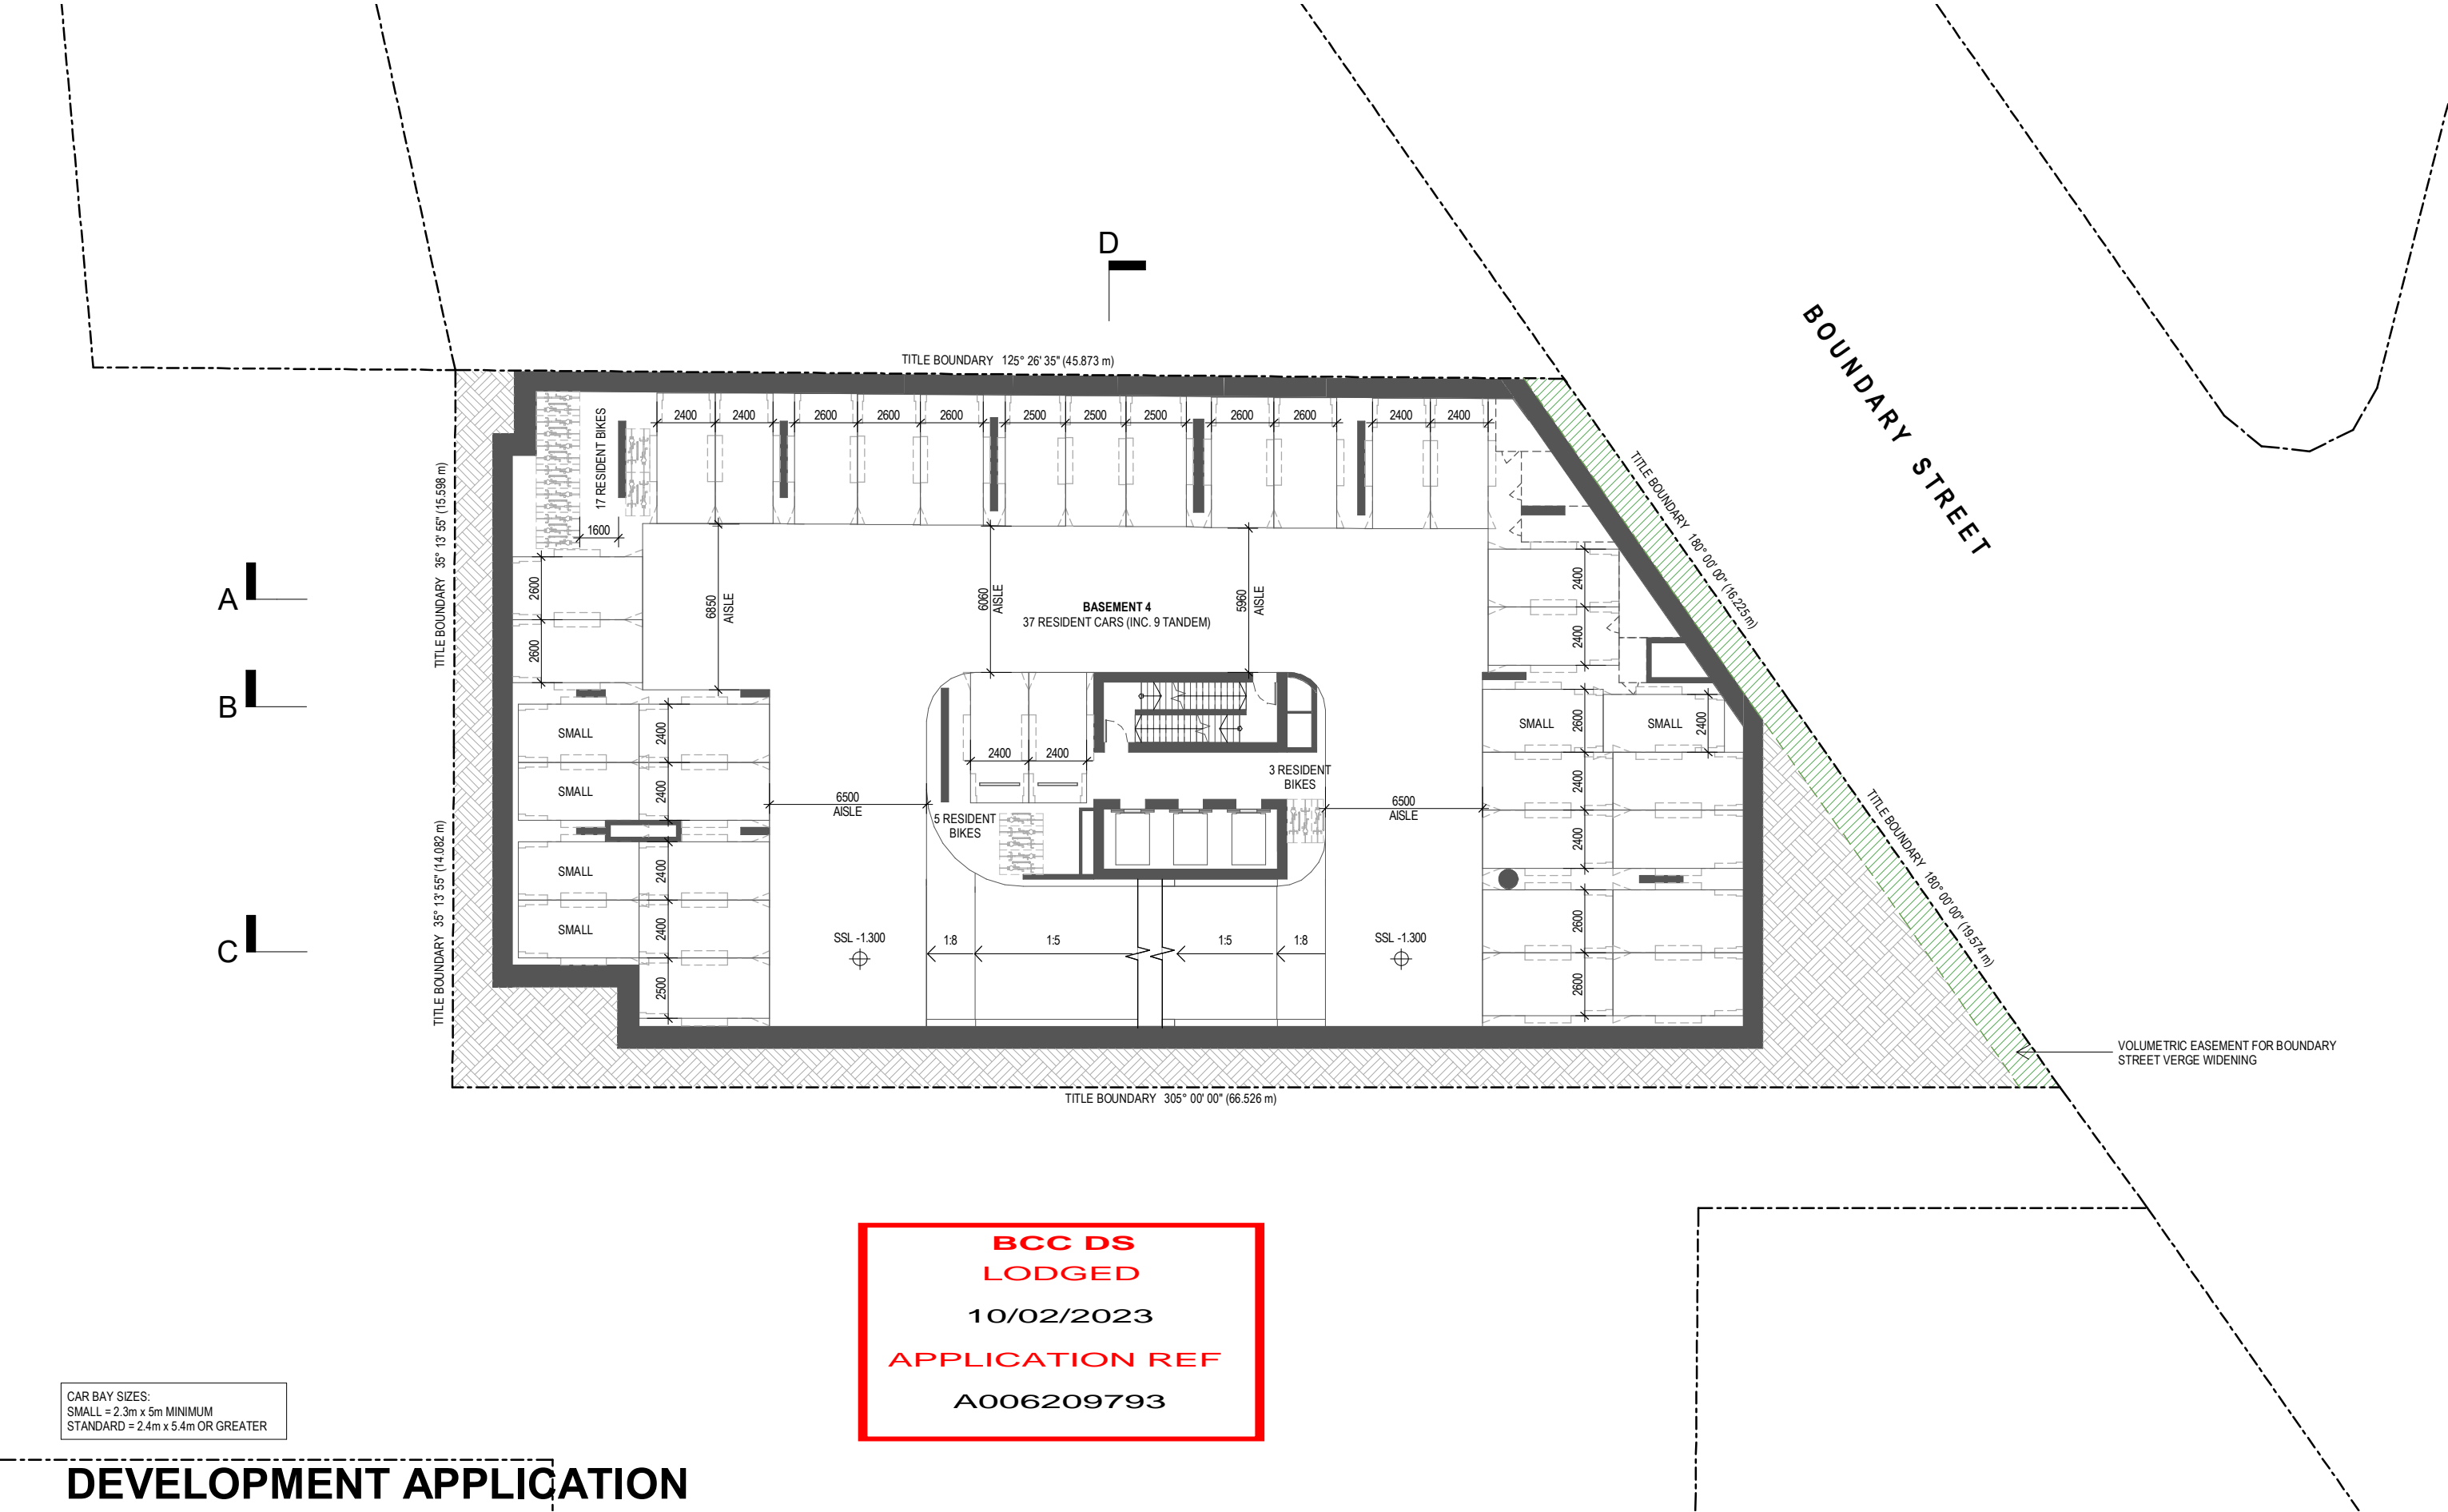 D
BOUNDARY STREET
TITLE BOUNDARY 125° 26' 35" (45.873 m)
17 RESIDENT BIKES
2400
2400
2600
2600
2600
2500
2500
2500
2600
2600
2400
2400
1600
TITLE BOUNDARY 35° 13' 55" (15.598 m)
TITLE BOUNDARY 180° 00' 00" (16.225 m)
A
2600
2600
6850
AISLE
6060
AISLE
BASEMENT 4
37 RESIDENT CARS (INC. 9 TANDEM)
5960
AISLE
2400
2400
B
SMALL
2400
SMALL
2400
2400
2400
SMALL
2600
SMALL
2400
2400
2400
3 RESIDENT
BIKES
6500
AISLE
6500
AISLE
5 RESIDENT
BIKES
TITLE BOUNDARY 35° 13' 55" (14.082 m)
TITLE BOUNDARY 180° 00' 00" (19.574 m)
SMALL
2400
SMALL
2400
2500
2600
2600
C
SSL -1.300
1:8
1:5
1:5
1:8
SSL -1.300
VOLUMETRIC EASEMENT FOR BOUNDARY
STREET VERGE WIDENING
TITLE BOUNDARY 305° 00' 00" (66.526 m)
BCC DS
LODGED
10/02/2023
APPLICATION REF
A006209793
CAR BAY SIZES:
SMALL = 2.3m x 5m MINIMUM
STANDARD = 2.4m x 5.4m OR GREATER
DEVELOPMENT APPLICATION